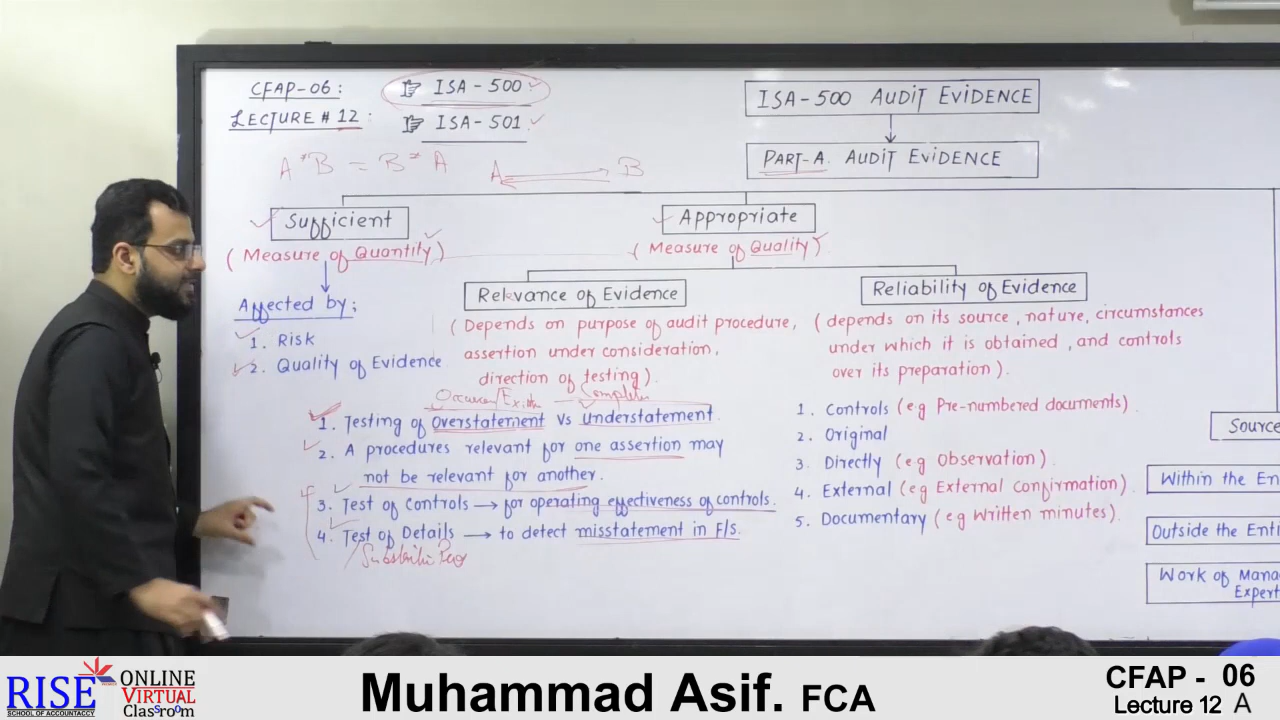 CFAP-06:
☞ ISA-500
LECTURE # 12:
☞ ISA-501
A * B = B * A
A B
ISA-500 AUDIT EVIDENCE
PART-A. AUDIT EVIDENCE
Sufficient
(Measure of Quantity)
Affected by:
1. Risk
2. Quality of Evidence
Appropriate
(Measure of Quality)
Relevance of Evidence
(Depends on purpose of audit procedure,
assertion under consideration,
direction of testing).
1. Testing of Overstatement Vs Understatement.
2. A procedures relevant for one assertion may
not be relevant for another.
3. Test of Controls → for operating effectiveness of controls.
4. Test of Details → to detect misstatement in F/s.
Reliability of Evidence
(depends on its source, nature, circumstances
under which it is obtained, and controls
over its preparation).
1. Controls (eg Pre-numbered documents).
2. Original
3. Directly (eg Observation).
4. External (eg External confirmation).
5. Documentary (eg Written minutes).
Source
Within the En
Outside the Enti
Work of Mana
Expert
RISE
SCHOOL OF ACCOUNTANCY
ONLINE
VIRTUAL
Classroom
Muhammad Asif. FCA
CFAP - 06
Lecture 12 A